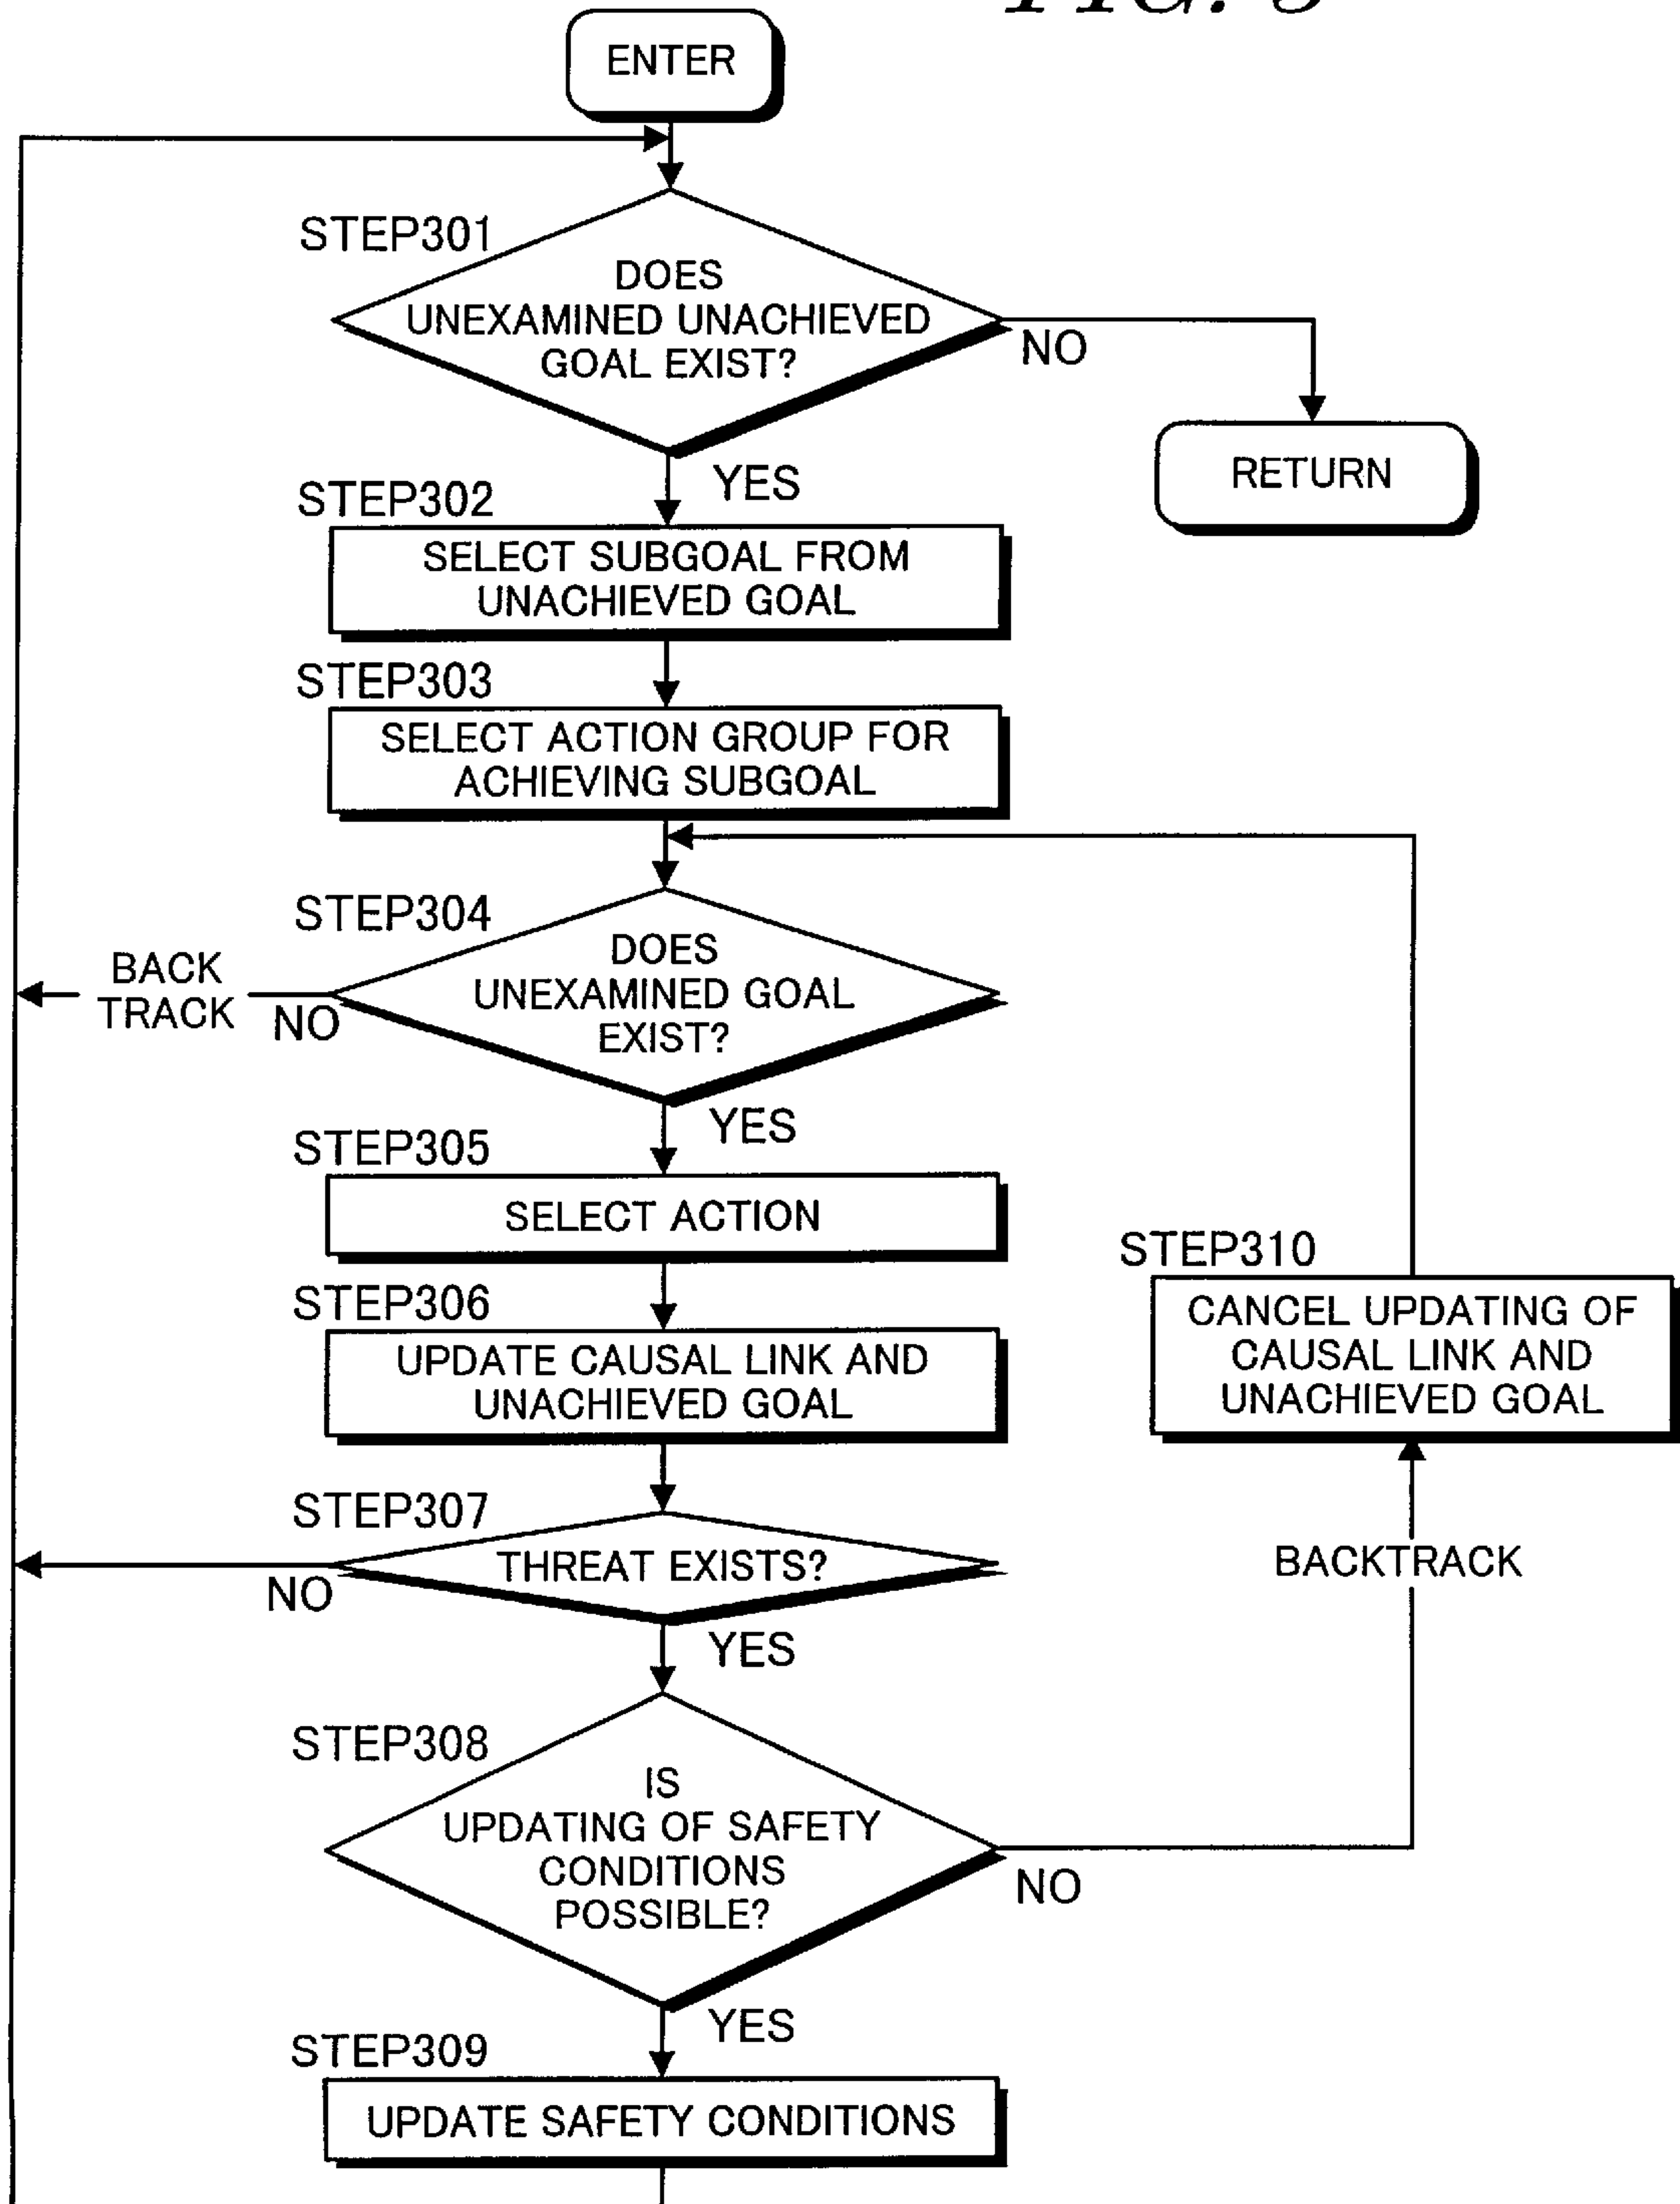 FIG.
ENTER
STEP301
DOES
UNEXAMINED UNACHIEVED
GOAL EXIST?
NO
RETURN
YES
STEP302
SELECT SUBGOAL FROM
UNACHIEVED GOAL
STEP303
SELECT ACTION GROUP FOR
ACHIEVING SUBGOAL
STEP304
DOES
UNEXAMINED GOAL
EXIST?
BACK
TRACK
NO
YES
STEP305
SELECT ACTION
STEP306
UPDATE CAUSAL LINK AND
UNACHIEVED GOAL
STEP310
CANCEL UPDATING OF
CAUSAL LINK AND
UNACHIEVED GOAL
STEP307
THREAT EXISTS?
NO
BACKTRACK
YES
STEP308
IS
UPDATING OF SAFETY
CONDITIONS
POSSIBLE?
NO
YES
STEP309
UPDATE SAFETY CONDITIONS